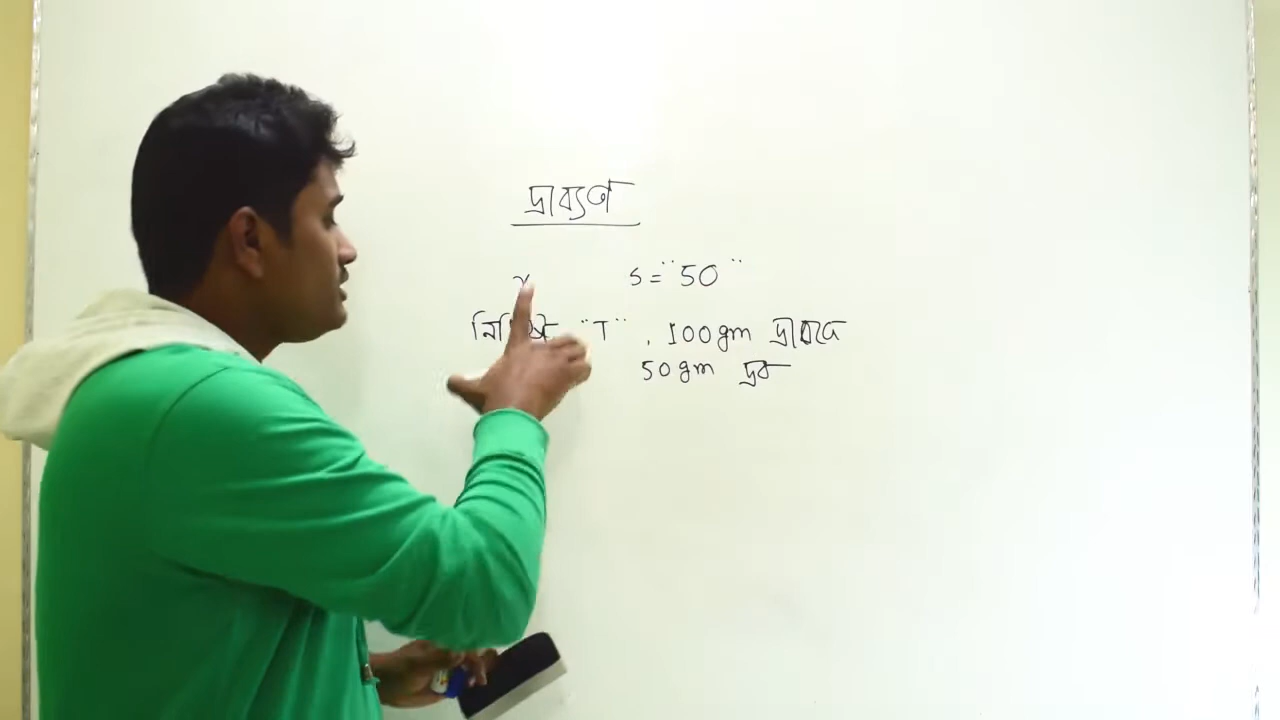 দ্রাব্যতা
x S = "50"
"T" , 100gm দ্রাবকে
50gm দ্রব